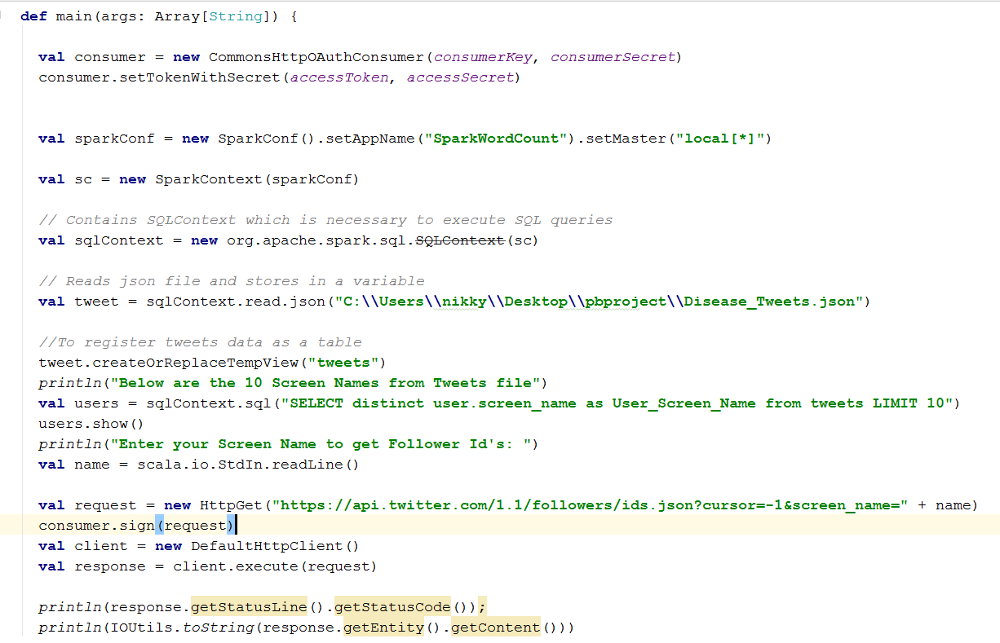 def main(args: Array[String]) {
val consumer = new CommonsHttpOAuthConsumer(consumerKey, consumerSecret)
consumer.setTokenWithSecret(accessToken, accessSecret)
val sparkConf = new SparkConf().setAppName("SparkWordCount").setMaster("local[*]")
val sc = new SparkContext(sparkConf)
// Contains SQLContext which is necessary to execute SQL queries
val sqlContext = new org.apache.spark.sql.SQLContext(sc)
// Reads json file and stores in a variable
val tweet = sqlContext.read.json("C:\\Users\\nikky\\Desktop\\pbproject\\Disease_Tweets.json")
//To register tweets data as a table
tweet.createOrReplaceTempView("tweets")
println("Below are the 10 Screen Names from Tweets file")
val users = sqlContext.sql("SELECT distinct user.screen_name as User_Screen_Name from tweets LIMIT 10")
users.show()
println("Enter your Screen Name to get Follower Id's: ")
val name = scala.io.StdIn.readLine()
val request = new HttpGet("https://api.twitter.com/1.1/followers/ids.json?cursor=-1&screen_name=" + name)
consumer.sign(request)
val client = new DefaultHttpClient()
val response = client.execute(request)
println(response.getStatusLine().getStatusCode());
println(IOUtils.toString(response.getEntity().getContent()))